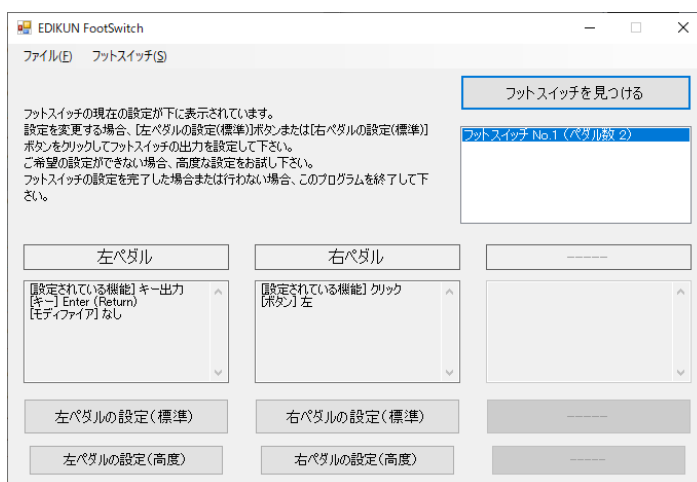 EDIKUN FootSwitch
ファイル(F) フットスイッチ(S)
フットスイッチを見つける
フットスイッチの現在の設定が下に表示されています。
設定を変更する場合、[左ペダルの設定(標準)]ボタンまたは[右ペダルの設定(標準)]
ボタンをクリックしてフットスイッチの出力を設定して下さい。
ご希望の設定ができない場合、高度な設定をお試し下さい。
フットスイッチの設定を完了した場合または行わない場合、このプログラムを終了して下
さい。
フットスイッチ No.1 (ペダル数 2)
左ペダル
右ペダル
-----
[設定されている機能] キー出力
[キー] Enter (Return)
[モディファイア] なし
[設定されている機能] クリック
[ボタン] 左
左ペダルの設定(標準)
右ペダルの設定(標準)
-----
左ペダルの設定(高度)
右ペダルの設定(高度)
-----